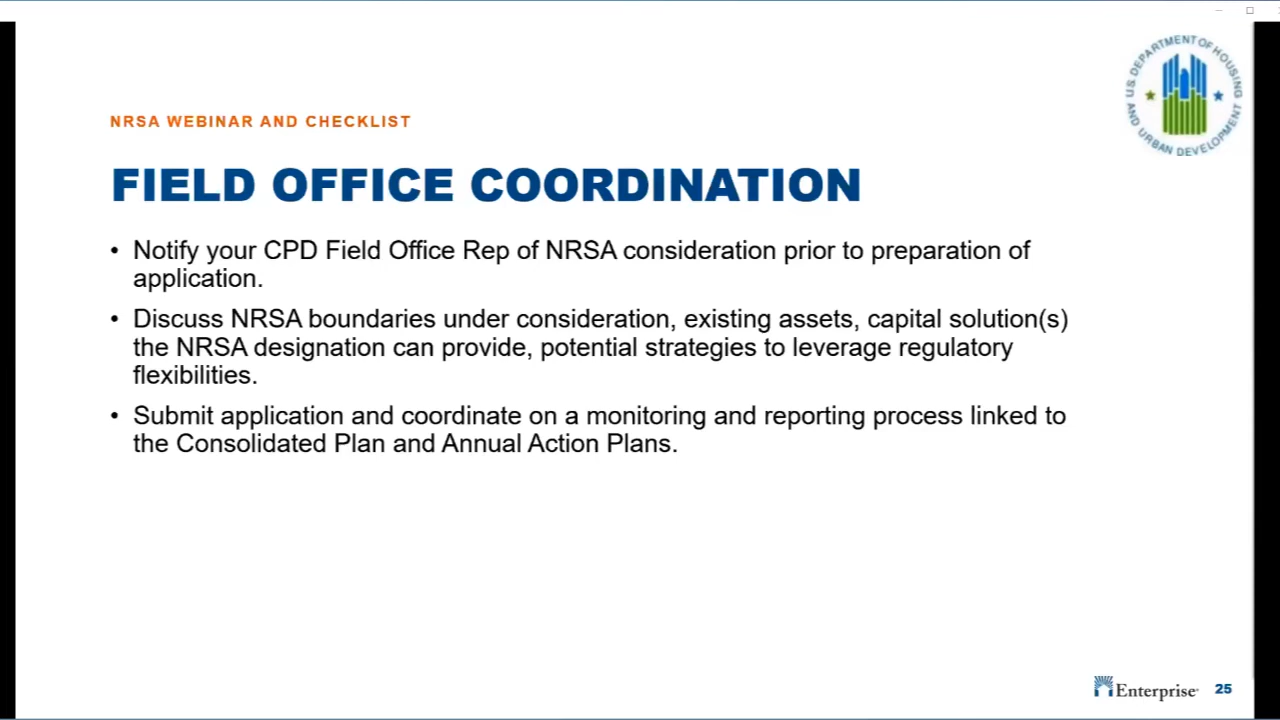 U.S. DEPARTMENT OF HOUSING
AND URBAN DEVELOPMENT
NRSA WEBINAR AND CHECKLIST
FIELD OFFICE COORDINATION
• Notify your CPD Field Office Rep of NRSA consideration prior to preparation of
application.
• Discuss NRSA boundaries under consideration, existing assets, capital solution(s)
the NRSA designation can provide, potential strategies to leverage regulatory
flexibilities.
• Submit application and coordinate on a monitoring and reporting process linked to
the Consolidated Plan and Annual Action Plans.
Enterprise 25